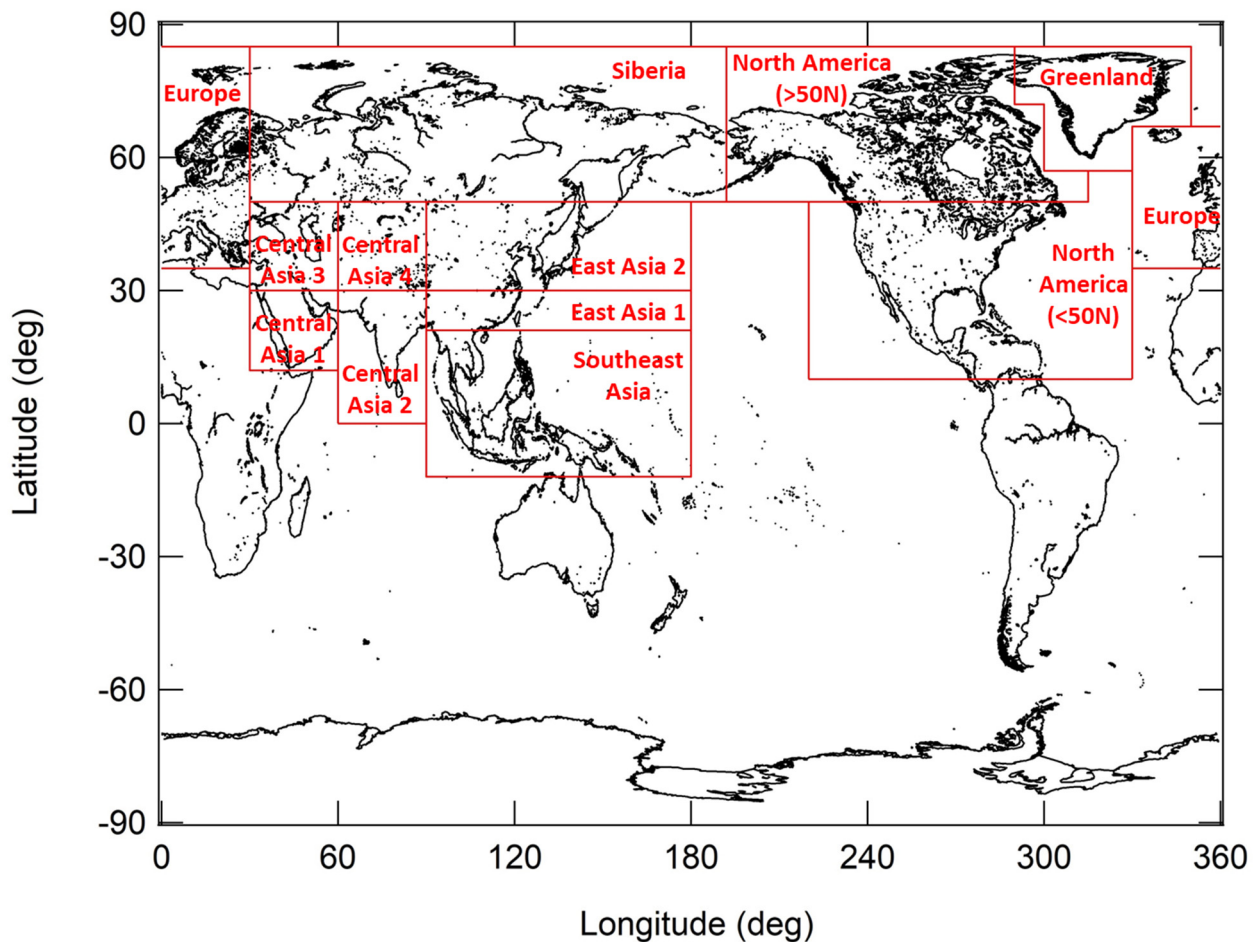 90
60
30
0
-30
-60
-90
Latitude (deg)
Europe
Siberia
North America
(>50N)
Greenland
Europe
Central
Asia 3
Central
Asia 4
East Asia 2
North
America
(<50N)
East Asia 1
Central
Asia 1
Central
Asia 2
Southeast
Asia
0
60
120
180
240
300
360
Longitude (deg)